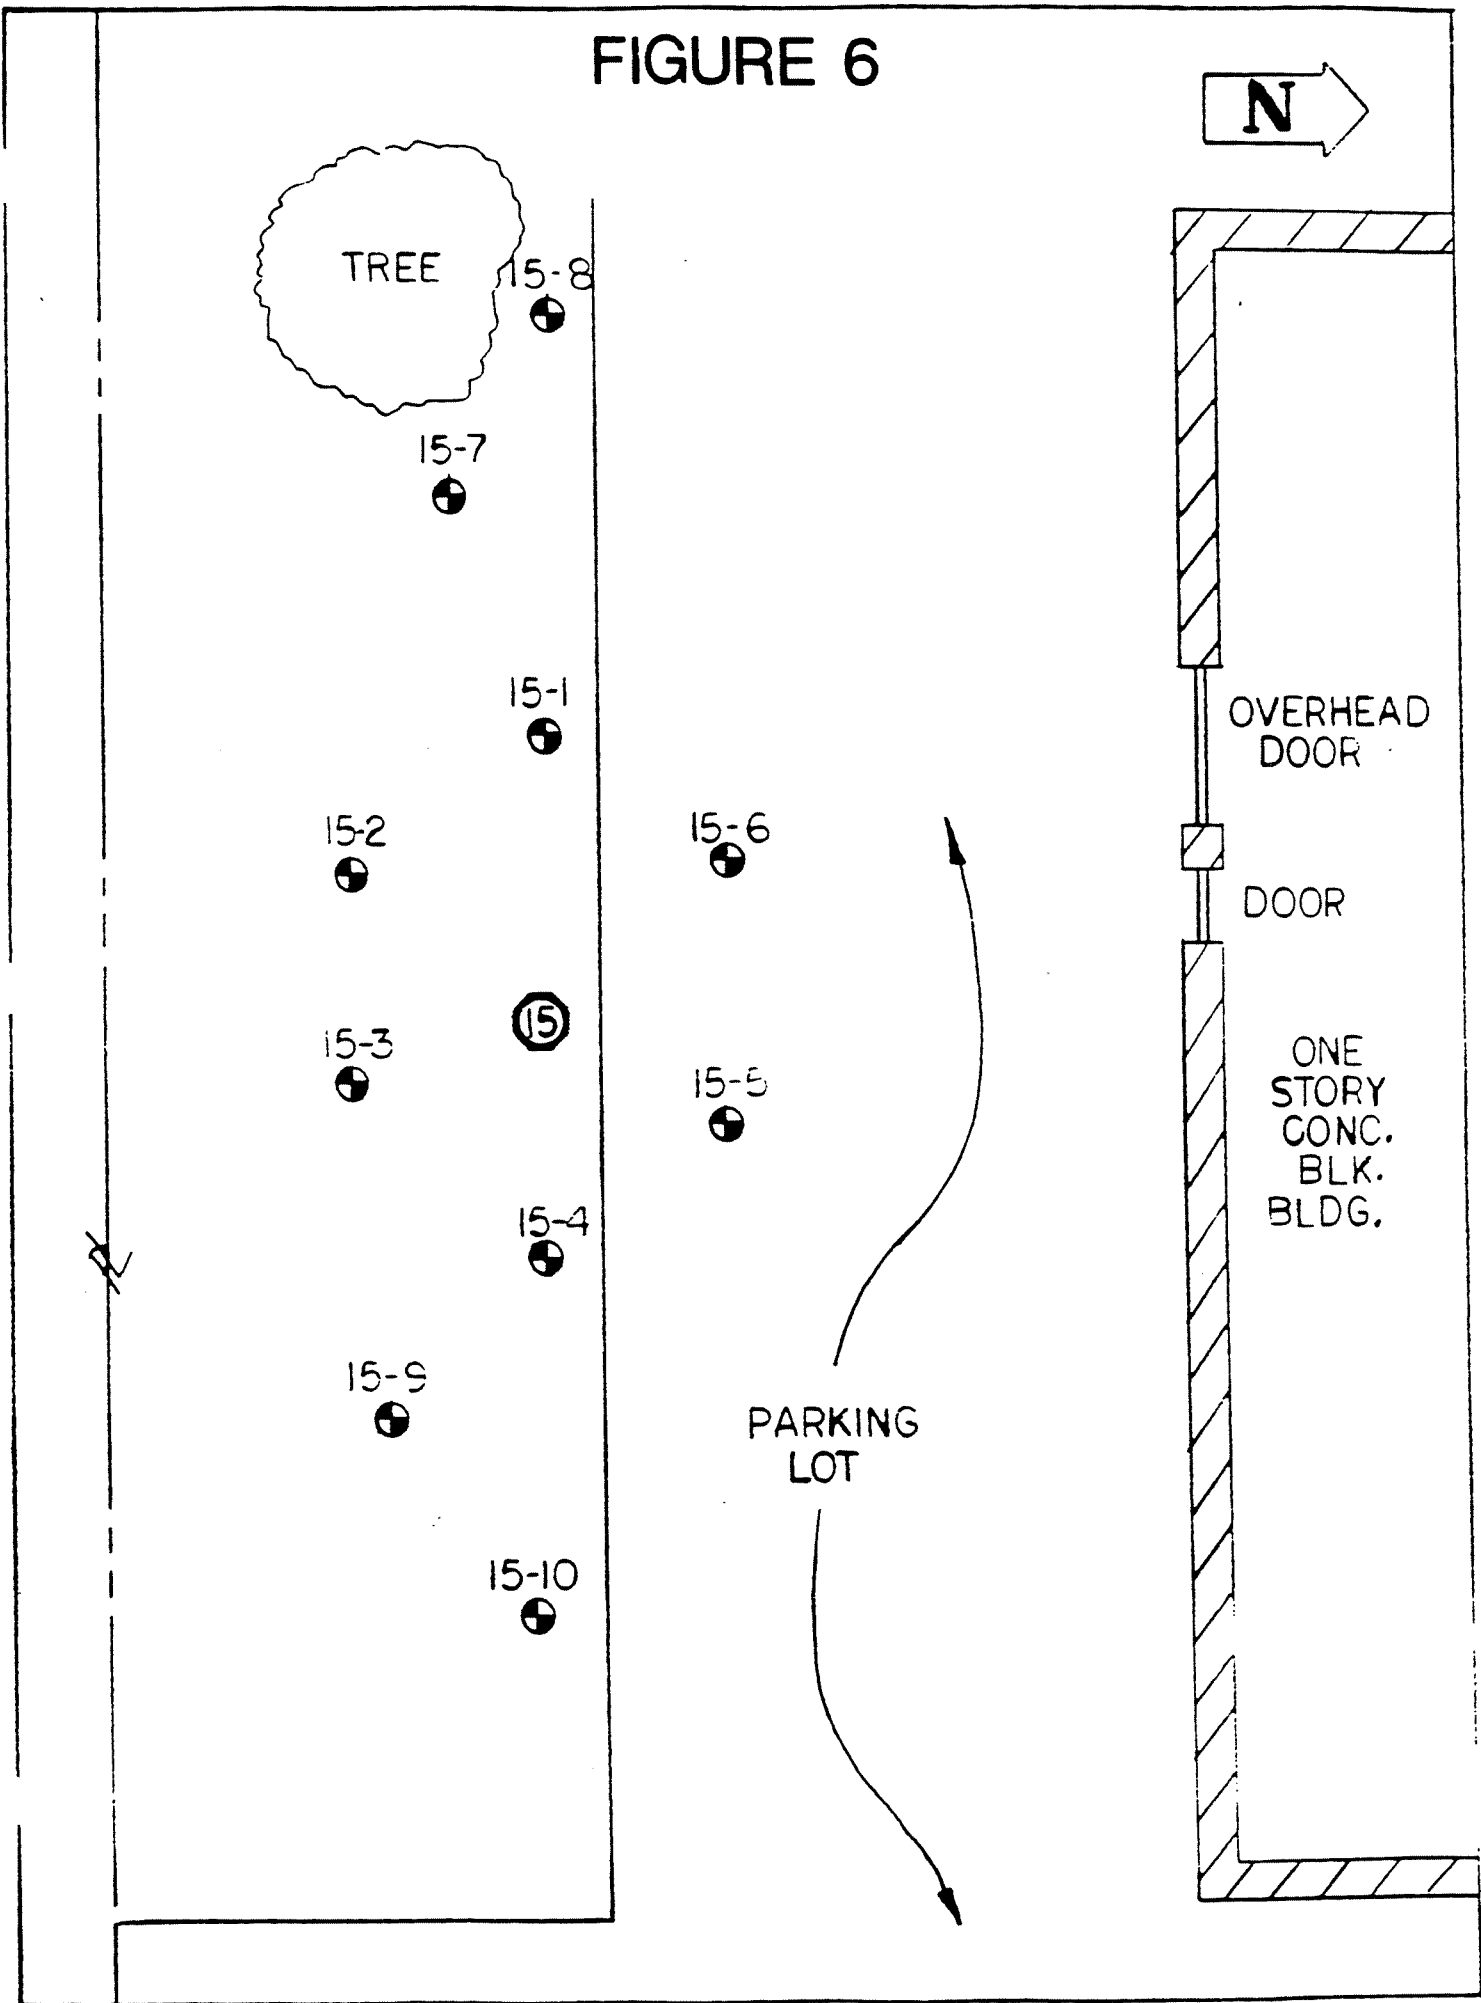 FIGURE 6
N
TREE
15-8
15-7
15-1
OVERHEAD
DOOR
15-2
15-6
DOOR
15
15-3
15-5
ONE
STORY
CONC.
BLK.
BLDG.
15-4
15-9
PARKING
LOT
15-10